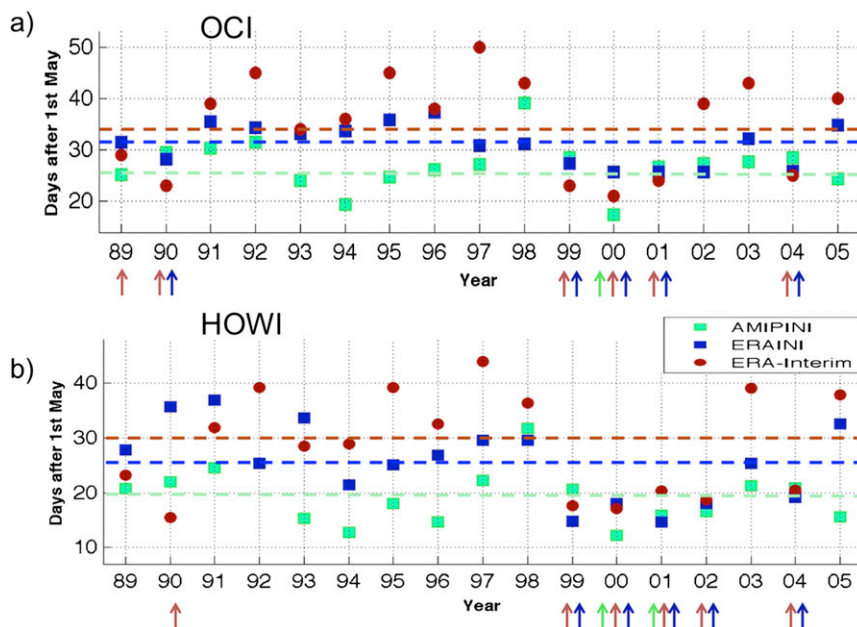 a) OCI
Days after 1st May
50
40
30
20
89 90 91 92 93 94 95 96 97 98 99 00 01 02 03 04 05
Year
HOWI
AMIPINI
ERAINI
ERA-Interim
b)
Days after 1st May
40
30
20
10
89 90 91 92 93 94 95 96 97 98 99 00 01 02 03 04 05
Year